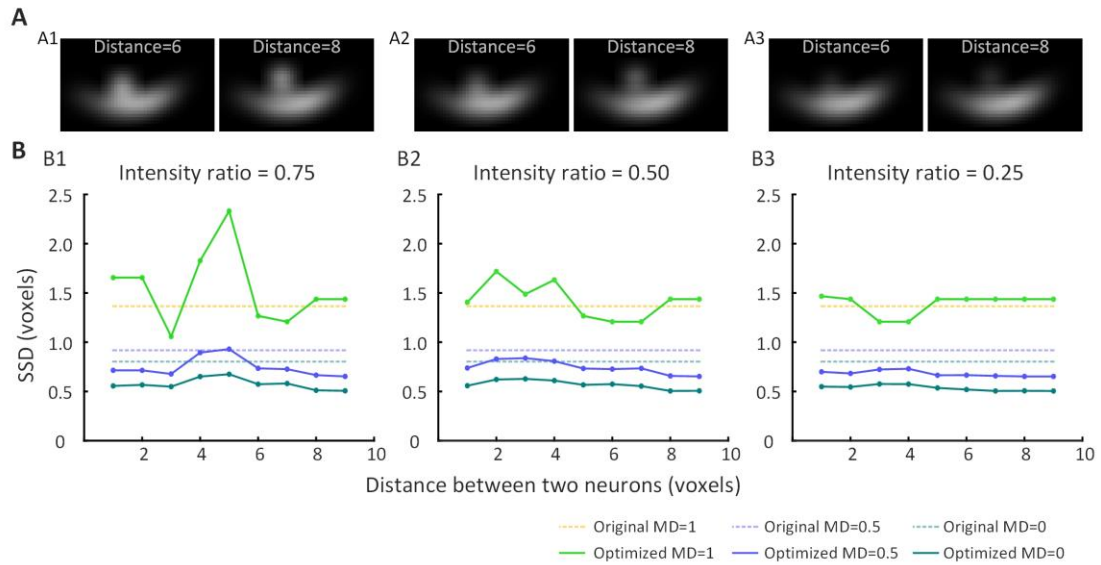 A
A1 Distance=6 Distance=8 A2 Distance=6 Distance=8 A3 Distance=6 Distance=8
B
B1 B2 B3
Intensity ratio = 0.75 Intensity ratio = 0.50 Intensity ratio = 0.25
2.5 2.5 2.5
2.0 2.0 2.0
1.5 1.5 1.5
1.0 1.0 1.0
0.5 0.5 0.5
0 0 0
SSD (voxels)
2 4 6 8 10 2 4 6 8 10 2 4 6 8 10
Distance between two neurons (voxels)
Original MD=1 Original MD=0.5 Original MD=0
Optimized MD=1 Optimized MD=0.5 Optimized MD=0